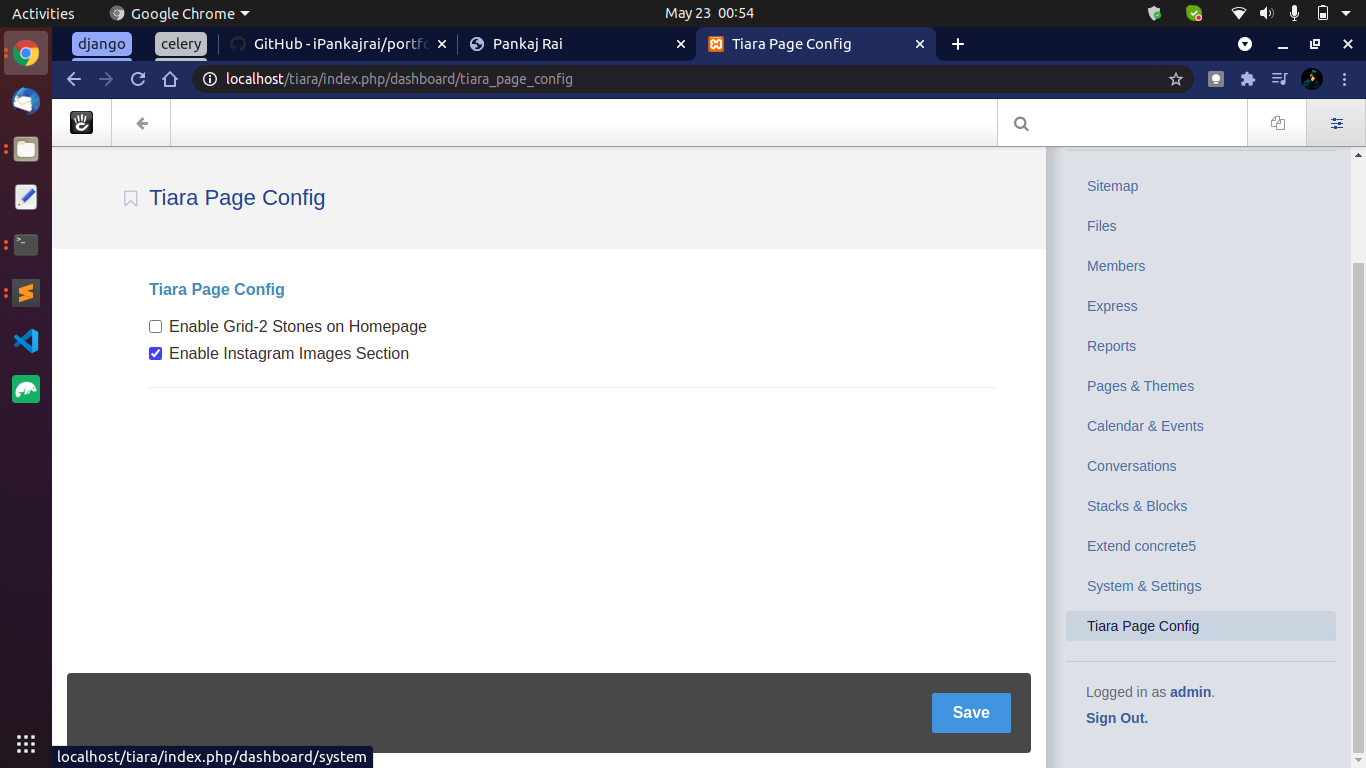 Activities Google Chrome May 23 00:54
django celery GitHub - iPankajrai/portfo Pankaj Rai Tiara Page Config
localhost/tiara/index.php/dashboard/tiara_page_config
Tiara Page Config
Tiara Page Config
Enable Grid-2 Stones on Homepage
Enable Instagram Images Section
Save
Sitemap
Files
Members
Express
Reports
Pages & Themes
Calendar & Events
Conversations
Stacks & Blocks
Extend concrete5
System & Settings
Tiara Page Config
Logged in as admin.
Sign Out.
localhost/tiara/index.php/dashboard/system